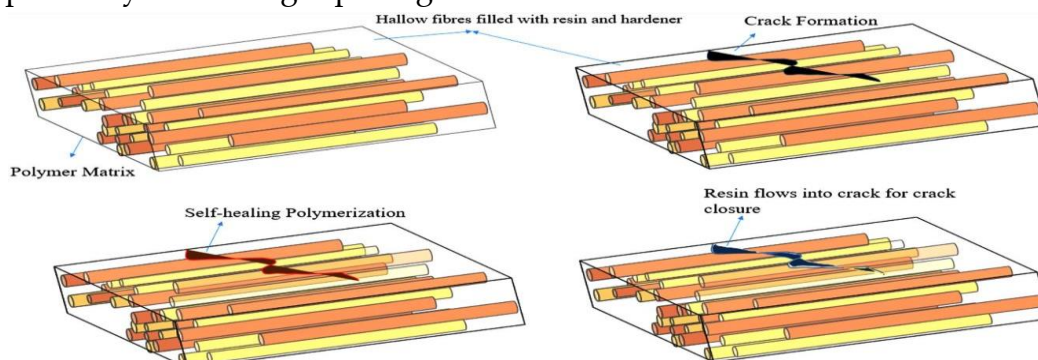 Hallow fibres filled with resin and hardener
Crack Formation
Polymer Matrix
Self-healing Polymerization
Resin flows into crack for crack
closure